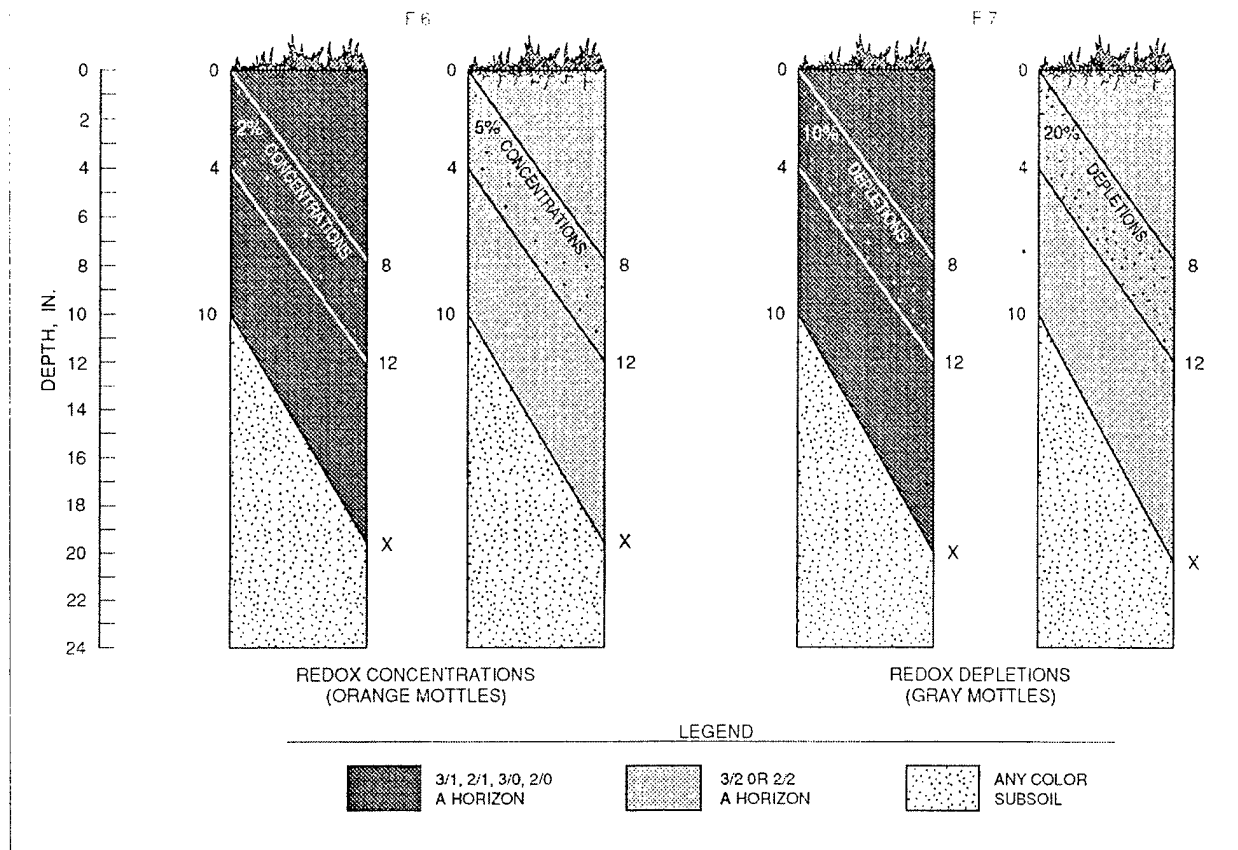 F 6
F 7
DEPTH, IN.
0
2
4
6
8
10
12
14
16
18
20
22
24
0
4
10
2%
CONCENTRATIONS
8
12
X
0
4
10
5%
CONCENTRATIONS
8
12
X
0
4
10
10%
DEPLETIONS
8
12
X
0
4
10
20%
DEPLETIONS
8
12
X
REDOX CONCENTRATIONS
(ORANGE MOTTLES)
REDOX DEPLETIONS
(GRAY MOTTLES)
LEGEND
3/1, 2/1, 3/0, 2/0
A HORIZON
3/2 OR 2/2
A HORIZON
ANY COLOR
SUBSOIL